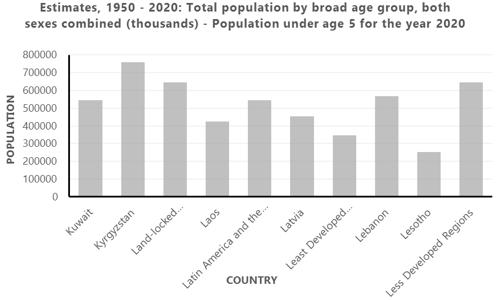 Estimates, 1950 - 2020: Total population by broad age group, both
sexes combined (thousands) - Population under age 5 for the year 2020
800000
700000
600000
500000
400000
300000
200000
100000
0
POPULATION
Kuwait
Kyrgyzstan
Land-locked...
Laos
Latin America and the...
Latvia
Least Developed...
Lebanon
Lesotho
Less Developed Regions
COUNTRY